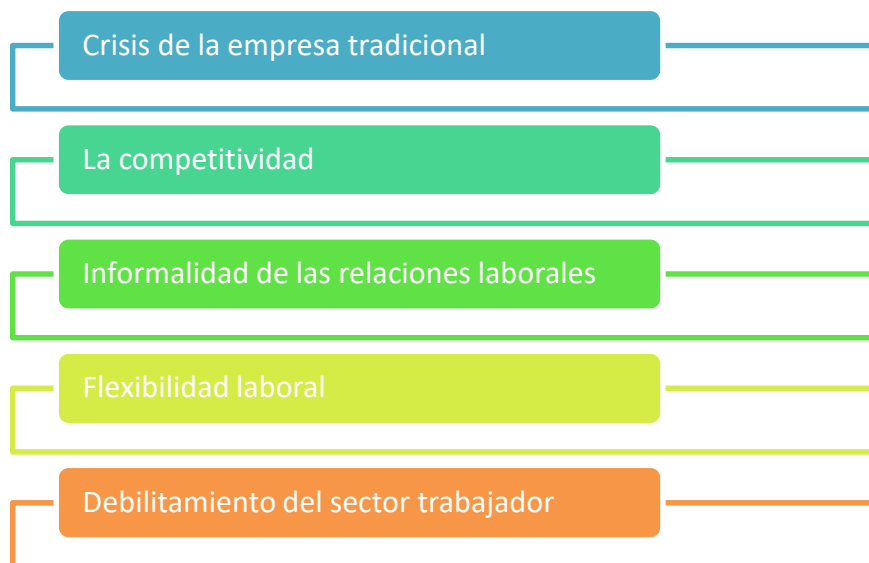 Crisis de la empresa tradicional
La competitividad
Informalidad de las relaciones laborales
Flexibilidad laboral
Debilitamiento del sector trabajador